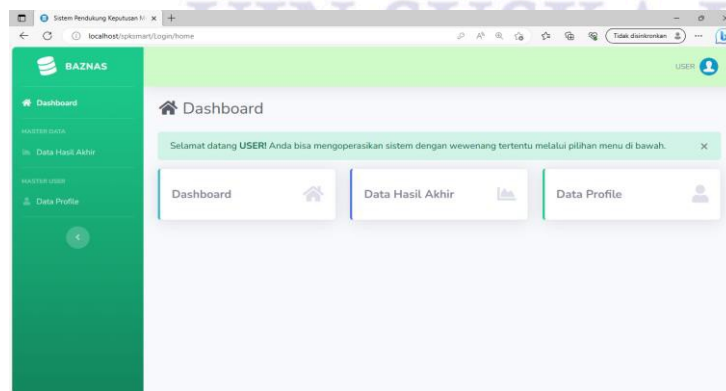 Sistem Pendukung Keputusan M
localhost/spksmart/Login/home
Tidak disinkronkan
BAZNAS
USER
Dashboard
MASTER DATA
Data Hasil Akhir
MASTER USER
Data Profile
Dashboard
Selamat datang USER! Anda bisa mengoperasikan sistem dengan wewenang tertentu melalui pilihan menu di bawah.
Dashboard
Data Hasil Akhir
Data Profile